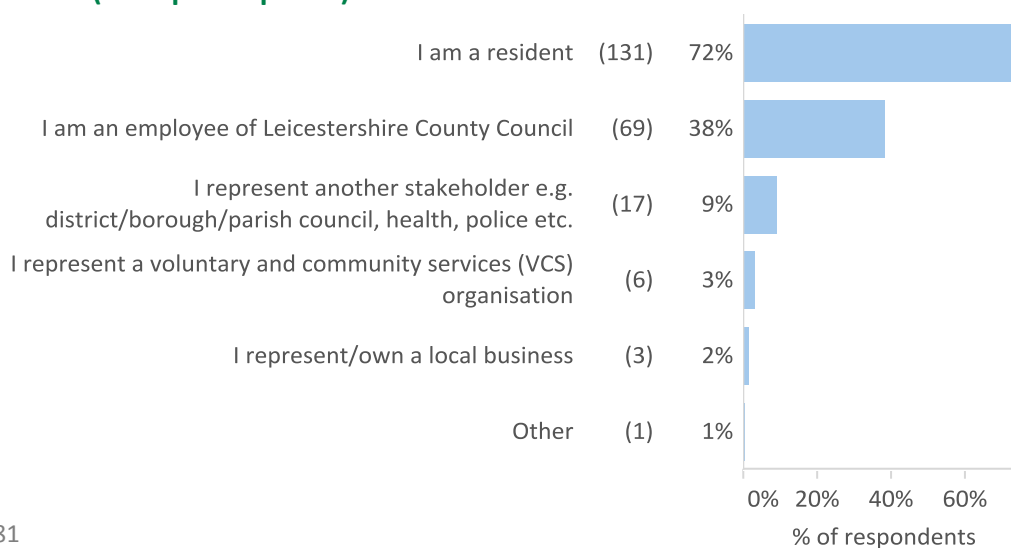 I am a resident (131) 72%
I am an employee of Leicestershire County Council (69) 38%
I represent another stakeholder e.g.
district/borough/parish council, health, police etc. (17) 9%
I represent a voluntary and community services (VCS)
organisation (6) 3%
I represent/own a local business (3) 2%
Other (1) 1%
0% 20% 40% 60%
% of respondents